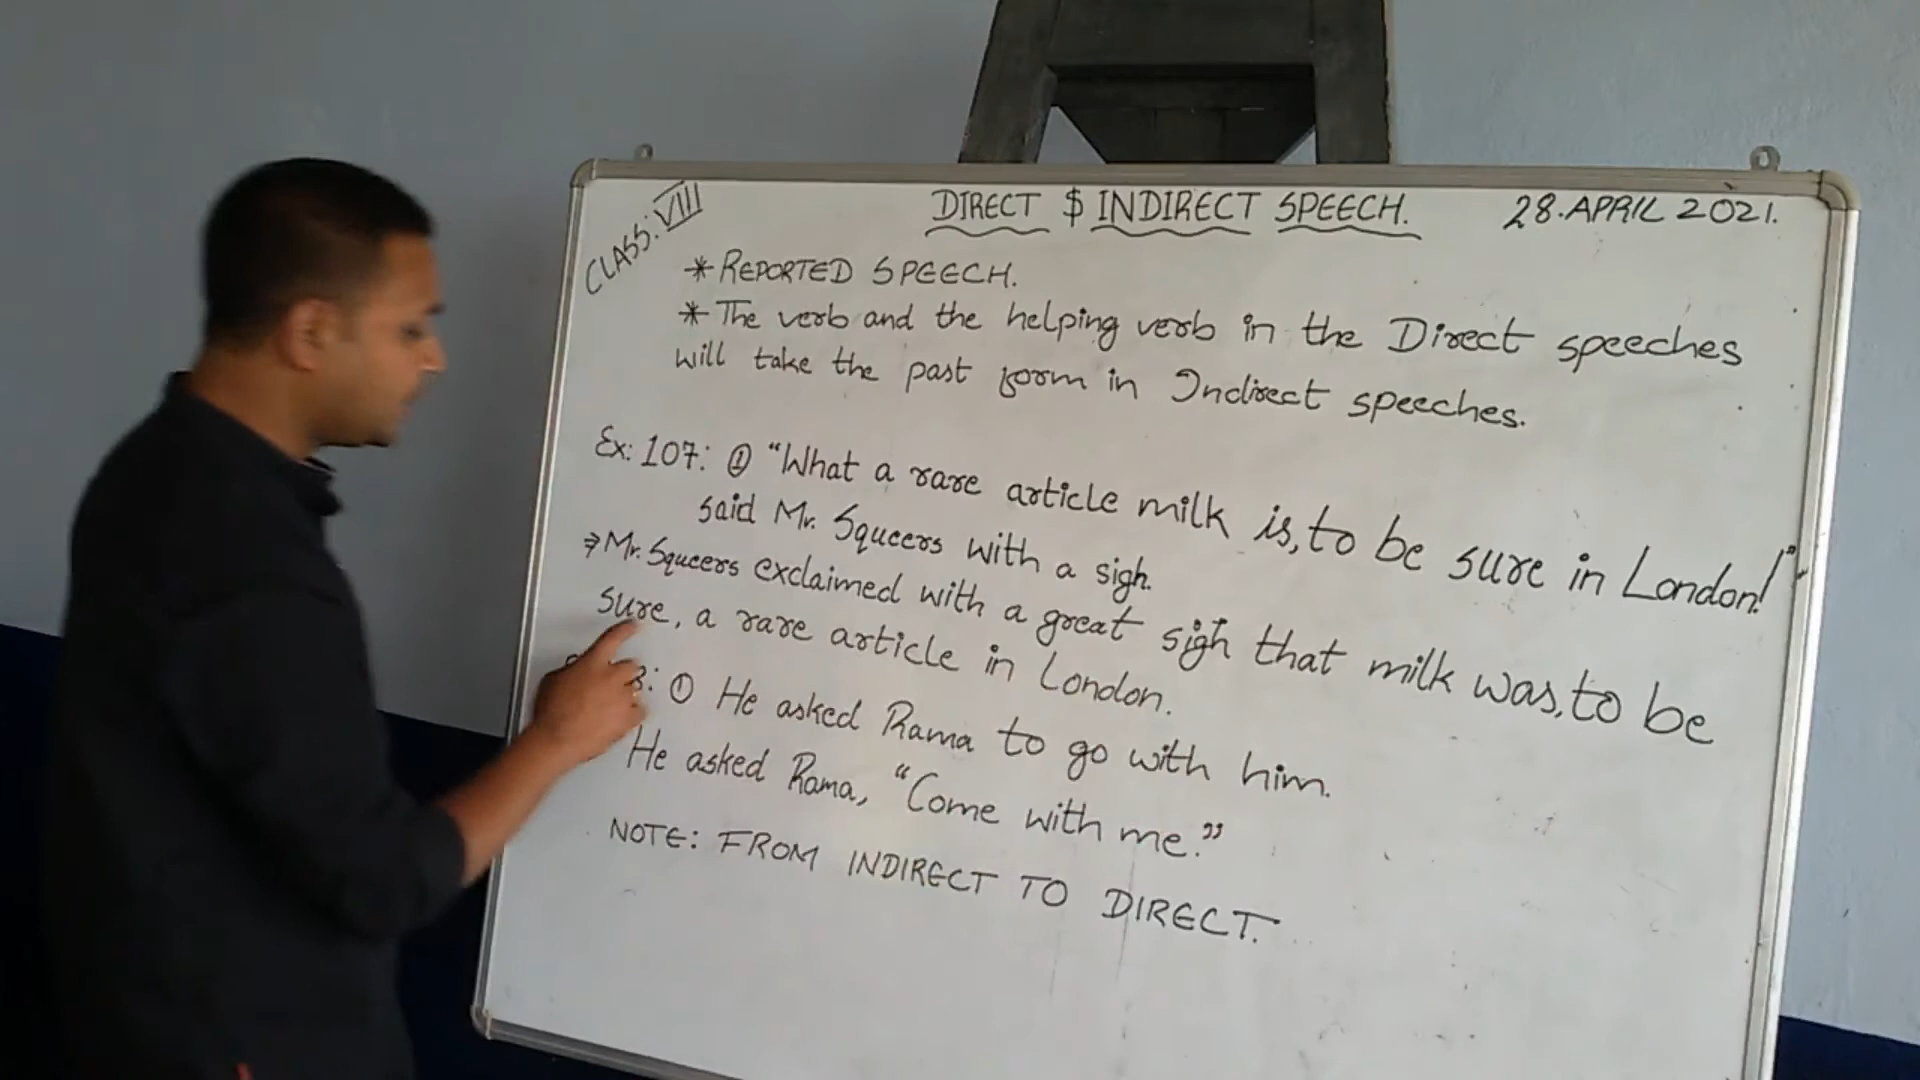 CLASS: VIII
DIRECT $ INDIRECT SPEECH. 28.APRIL 2021.
* REPORTED SPEECH.
* The verb and the helping verb in the Direct speeches
will take the past form in Indirect speeches.
Ex: 107: ① "What a rare article milk is, to be sure in London!"
said Mr. Squeers with a sigh.
⇒ Mr. Squeers exclaimed with a great sigh that milk was, to be
sure, a rare article in London.
① He asked Rama to go with him.
He asked Rama, "Come with me."
NOTE: FROM INDIRECT TO DIRECT.